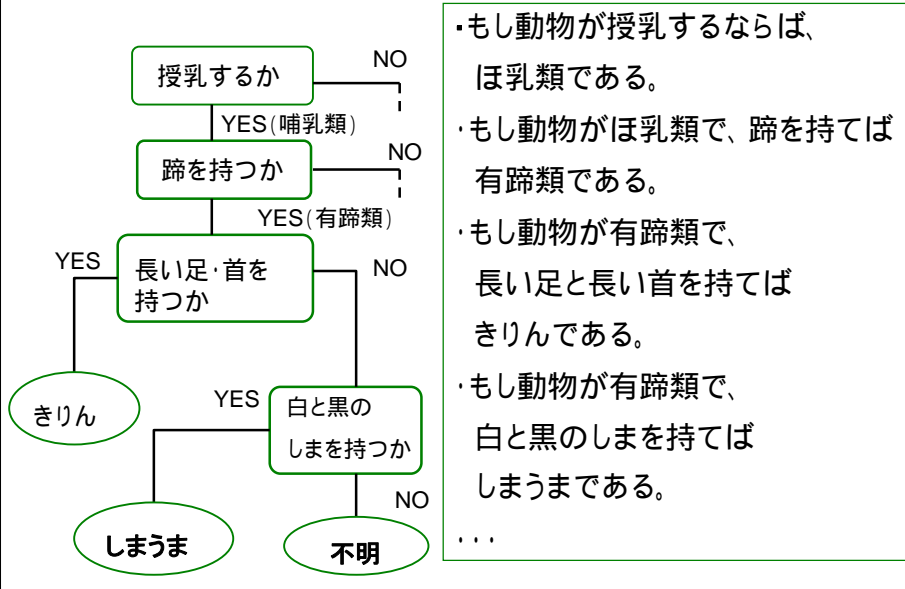 授乳するか
NO
YES(哺乳類)
蹄を持つか
NO
YES(有蹄類)
YES
長い足・首を
持つか
NO
きりん
YES
白と黒の
しまを持つか
NO
しまうま
不明
・もし動物が授乳するならば、
ほ乳類である。
・もし動物がほ乳類で、蹄を持てば
有蹄類である。
・もし動物が有蹄類で、
長い足と長い首を持てば
きりんである。
・もし動物が有蹄類で、
白と黒のしまを持てば
しまうまである。
・・・